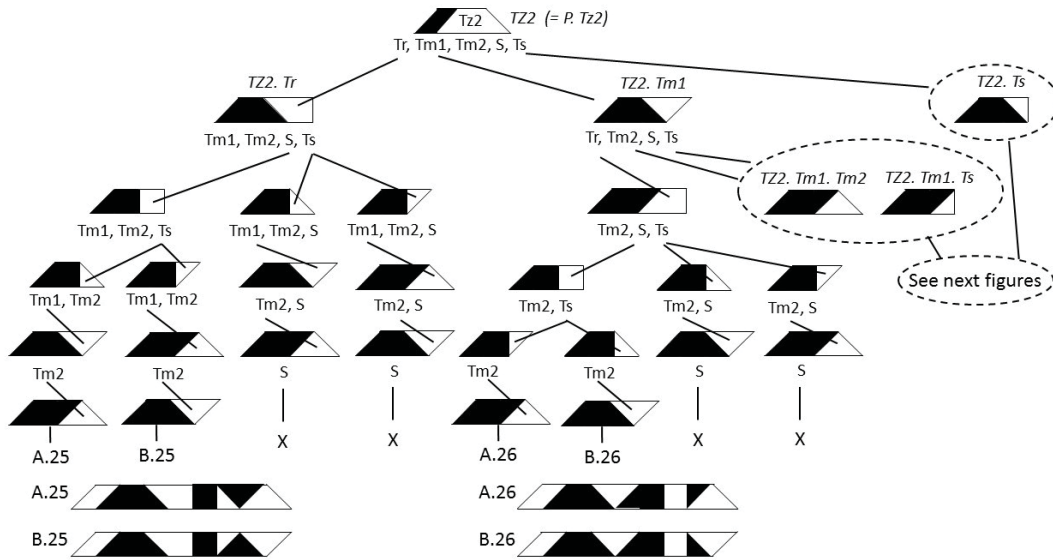 Tz2
TZ2 (= P. Tz2)
Tr, Tm1, Tm2, S, Ts
TZ2. Tr
TZ2. Tm1
TZ2. Ts
Tm1, Tm2, S, Ts
Tr, Tm2, S, Ts
TZ2. Tm1. Tm2
TZ2. Tm1. Ts
Tm1, Tm2, Ts
Tm1, Tm2, S
Tm1, Tm2, S
Tm2, S, Ts
See next figures
Tm1, Tm2
Tm1, Tm2
Tm2, S
Tm2, S
Tm2, Ts
Tm2, S
Tm2, S
Tm2
Tm2
S
S
Tm2
Tm2
S
S
A.25
B.25
X
X
A.26
B.26
X
X
A.25
A.26
B.25
B.26